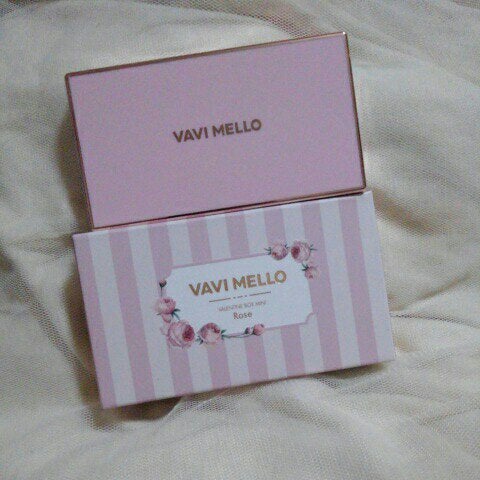 VAVI MELLO
VAVI MELLO
VALENTINE BOX MINI
Rose